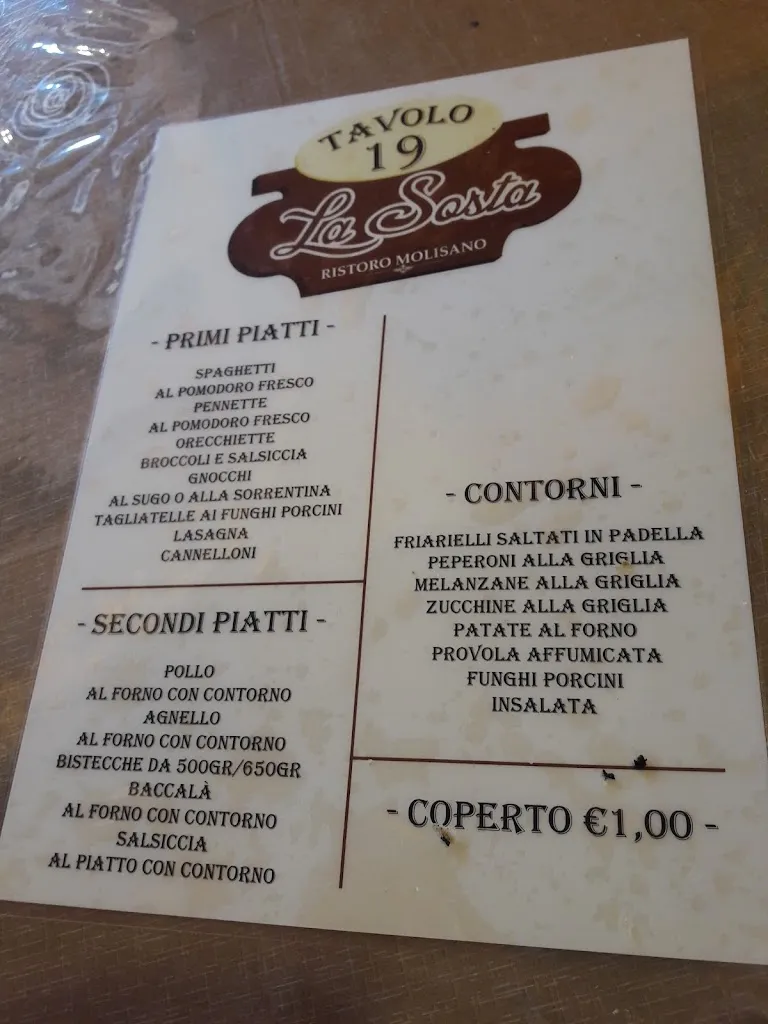 TAVOLO
19
La Sosta
RISTORO MOLISANO
- PRIMI PIATTI -
SPAGHETTI
AL POMODORO FRESCO
PENNETTE
AL POMODORO FRESCO
ORECCHIETTE
BROCCOLI E SALSICCIA
GNOCCHI
AL SUGO O ALLA SORRENTINA
TAGLIATELLE AI FUNGHI PORCINI
LASAGNA
CANNELLONI
- SECONDI PIATTI -
POLLO
AL FORNO CON CONTORNO
AGNELLO
AL FORNO CON CONTORNO
BISTECCHE DA 500GR/650GR
BACCALÀ
AL FORNO CON CONTORNO
SALSICCIA
AL PIATTO CON CONTORNO
- CONTORNI -
FRIARIELLI SALTATI IN PADELLA
PEPERONI ALLA GRIGLIA
MELANZANE ALLA GRIGLIA
ZUCCHINE ALLA GRIGLIA
PATATE AL FORNO
PROVOLA AFFUMICATA
FUNGHI PORCINI
INSALATA
- COPERTO €1,00 -